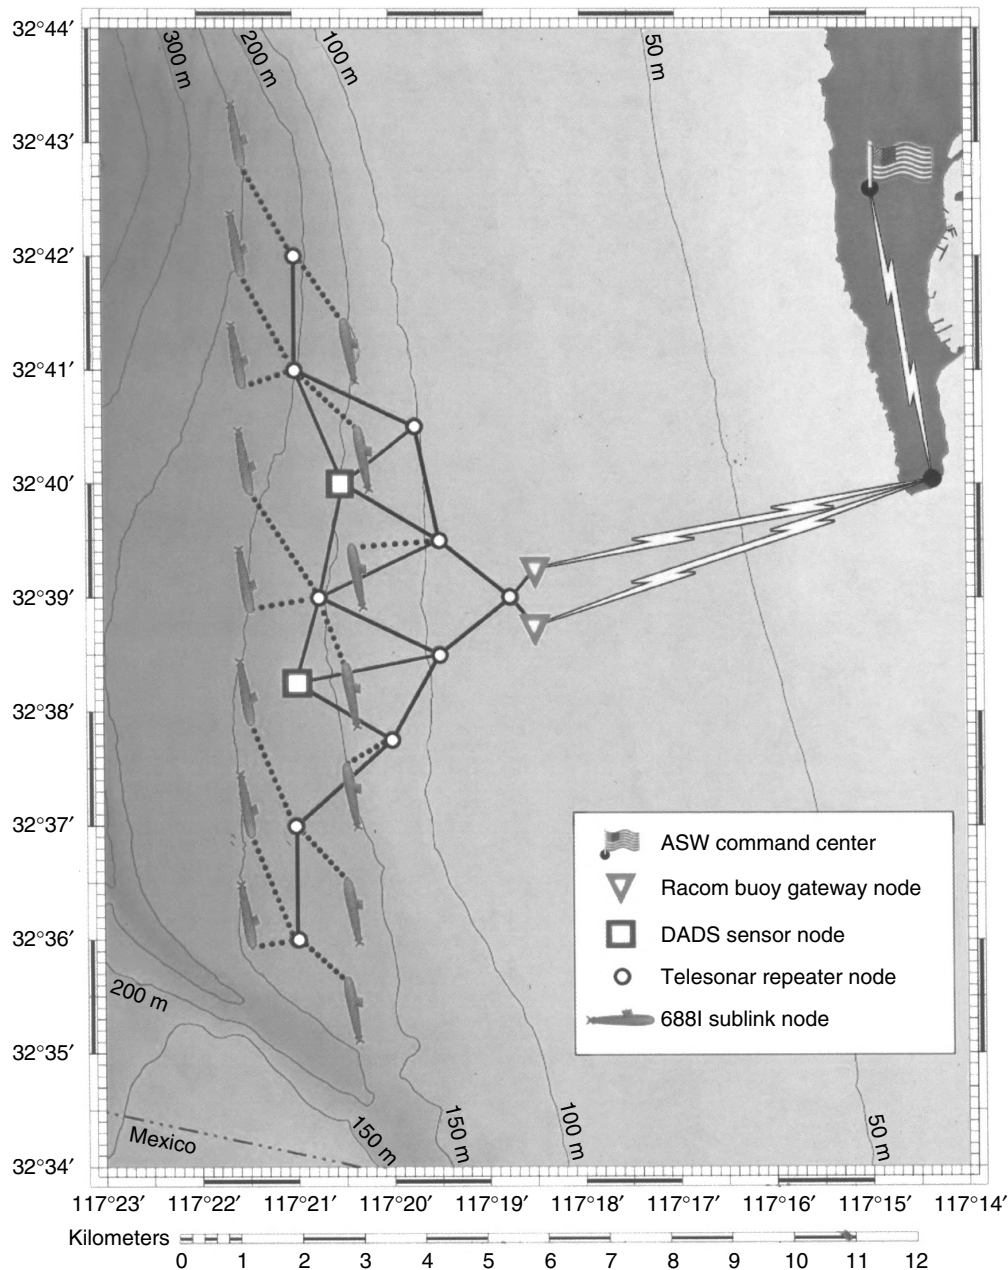 300 m
200 m
100 m
50 m
32°44′
32°43′
32°42′
32°41′
32°40′
32°39′
32°38′
32°37′
32°36′
32°35′
32°34′
ASW command center
Racom buoy gateway node
DADS sensor node
Telesonar repeater node
688I sublink node
200 m
Mexico
150 m
150 m
100 m
50 m
117°23′ 117°21′ 117°20′ 117°19′ 117°18′ 117°17′ 117°16′ 117°15′ 117°14′
Kilometers
0 1 2 3 4 5 6 7 8 9 10 11 12